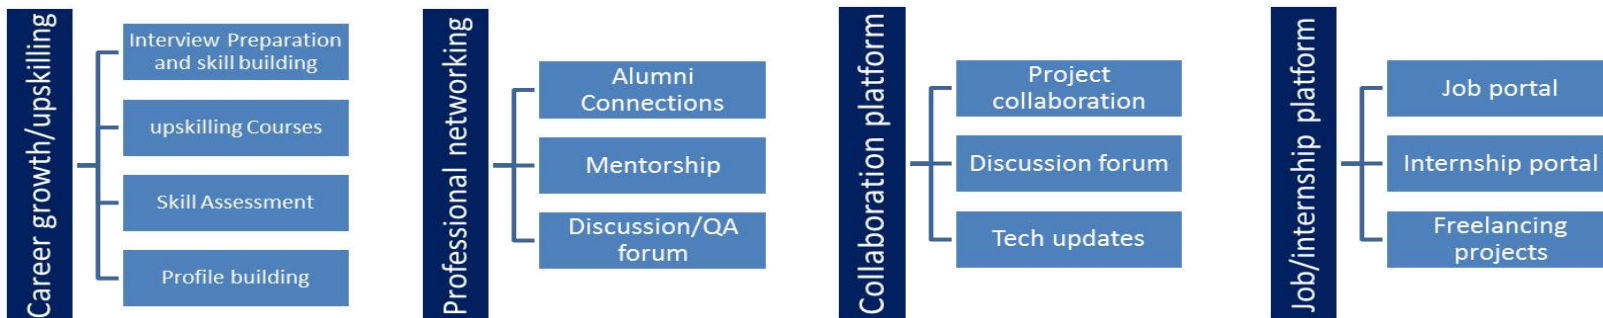 Career growth/upskilling
Interview Preparation
and skill building
upskilling Courses
Skill Assessment
Profile building
Professional networking
Alumni
Connections
Mentorship
Discussion/QA
forum
Collaboration platform
Project
collaboration
Discussion forum
Tech updates
Job/internship platform
Job portal
Internship portal
Freelancing
projects